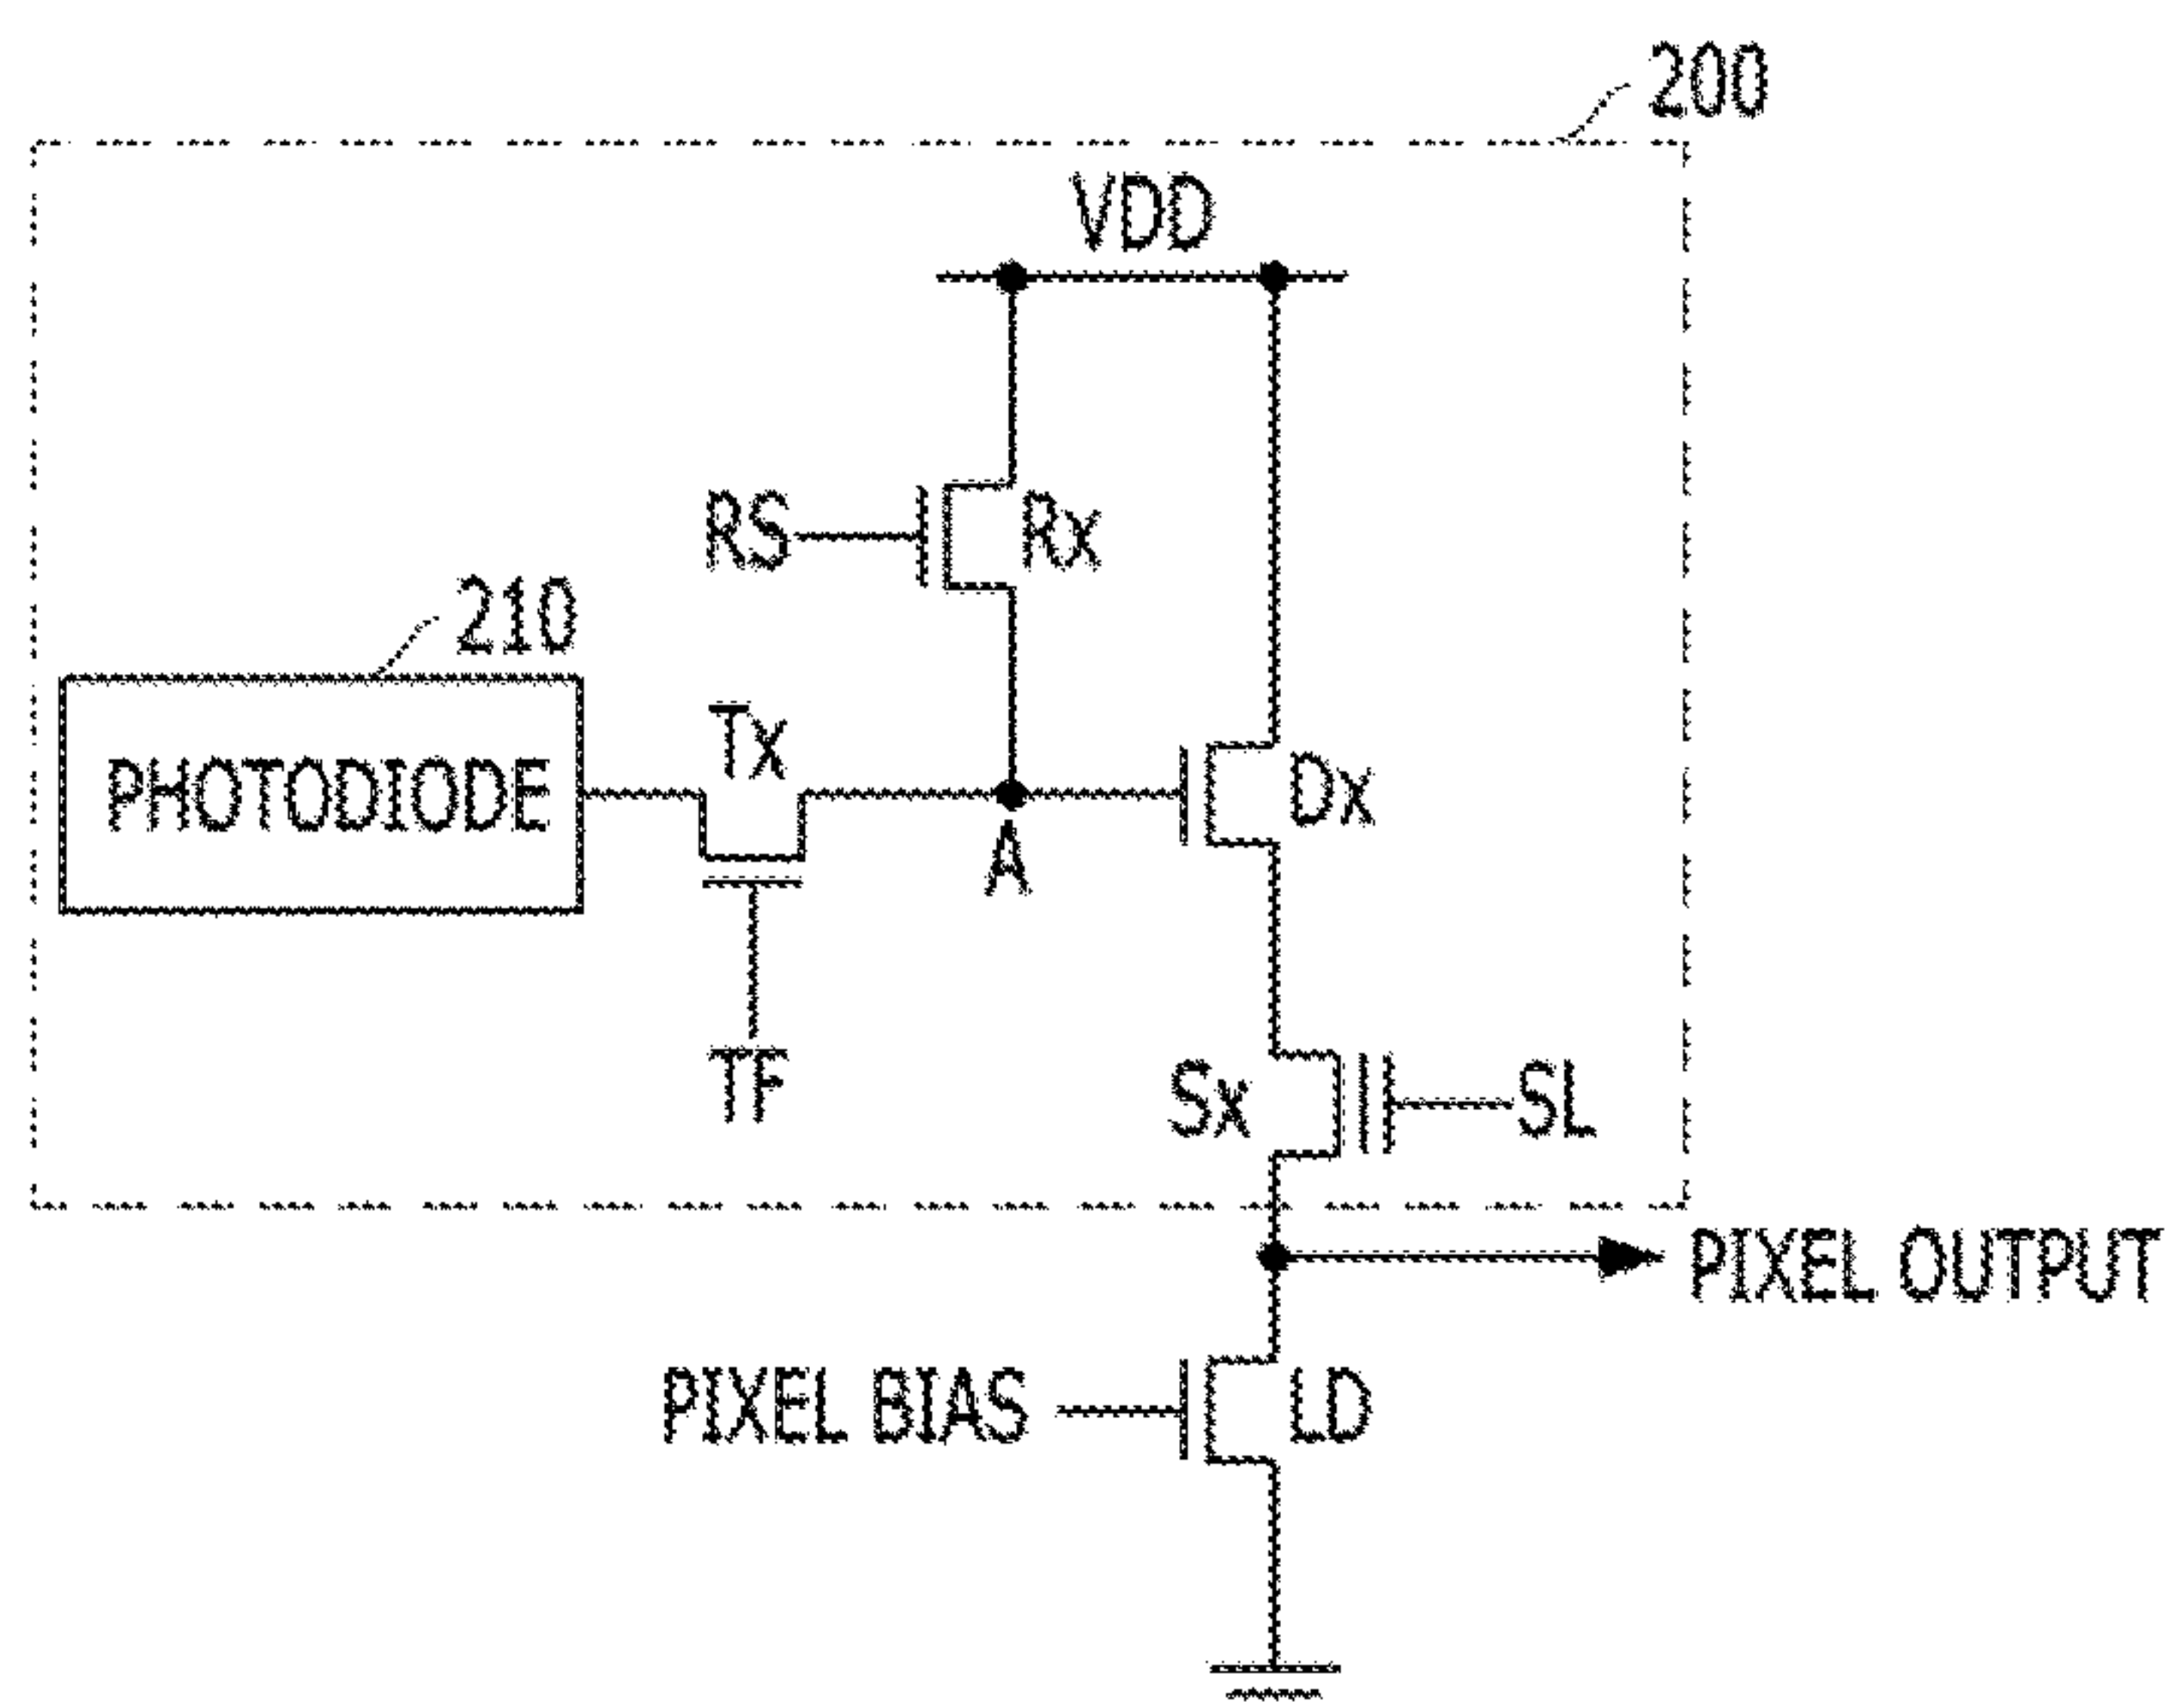 200
VDD
RS
Rx
210
Tx
PHOTODIODE
Dx
A
TF
Sx
SL
PIXEL OUTPUT
PIXEL BIAS
LD